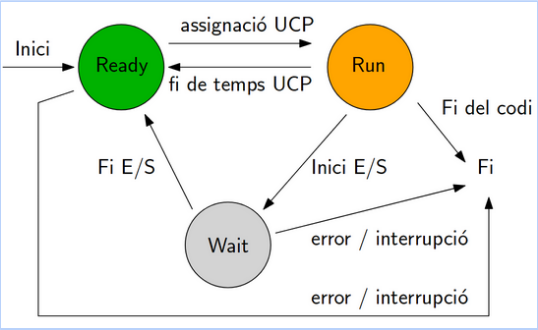 assignació UCP
Inici
Ready
Run
fi de temps UCP
Fi del codi
Fi E/S
Inici E/S
Fi
Wait
error / interrupció
error / interrupció